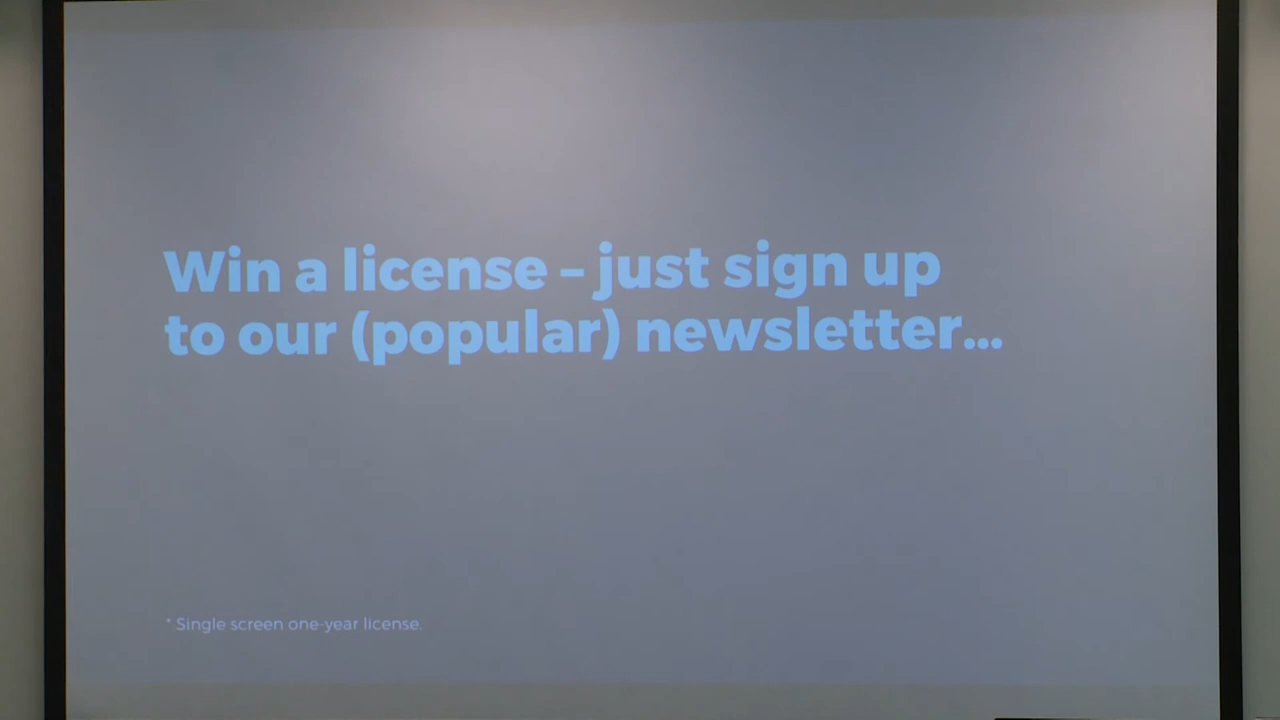 Win a license – just sign up
to our (popular) newsletter...
* Single screen one-year license.